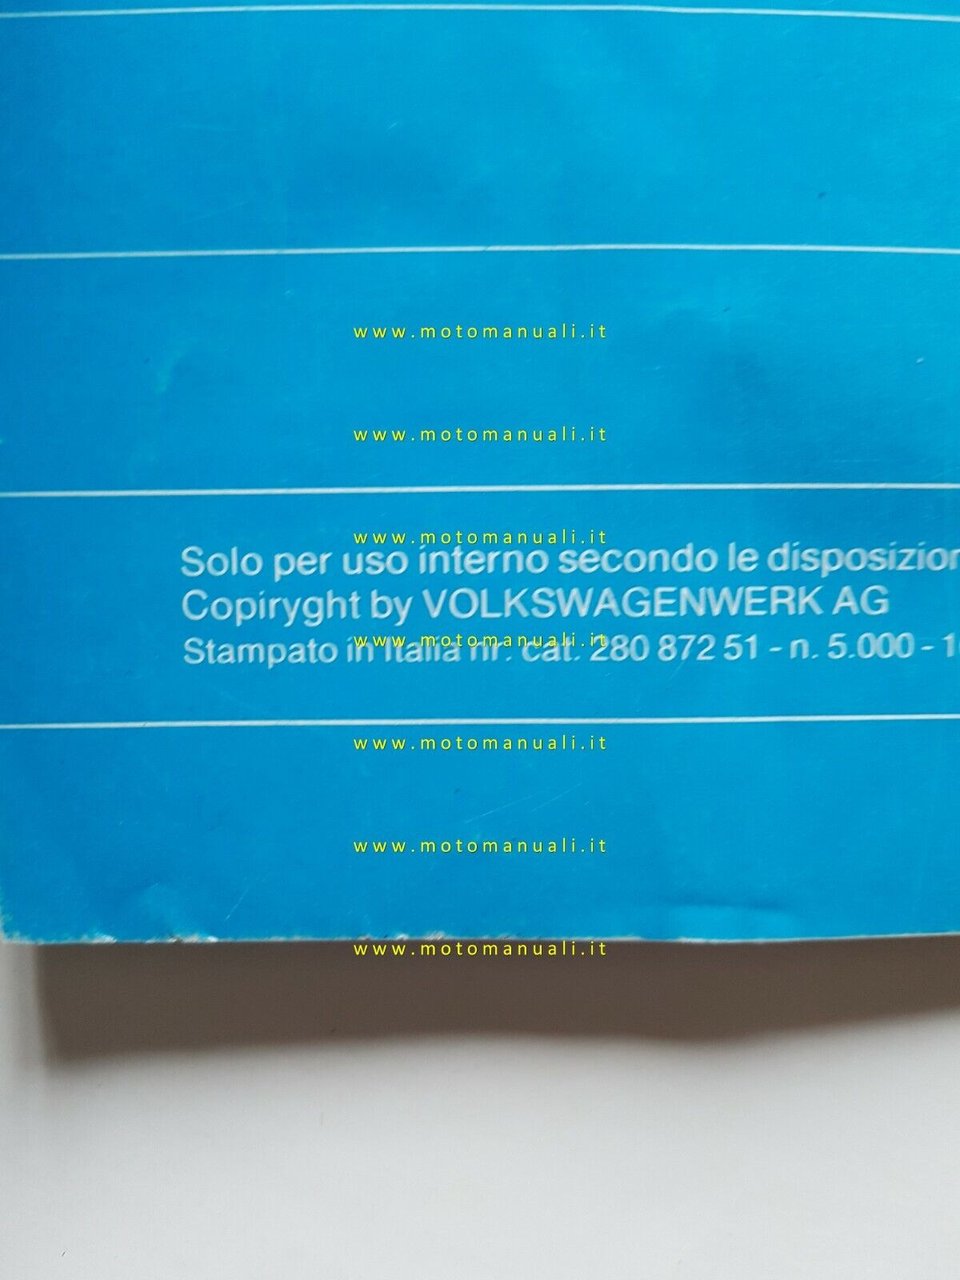 www.motomanuali.it
www.motomanuali.it
www.motomanuali.it
Solo per uso interno secondo le
Copiryght by VOLKSWAGENWERK AG
www.motomanuali.it
Stampato in Italia nr. cat. 280 872 51 - n. 5.000 -
www.motomanuali.it
www.motomanuali.it
www.motomanuali.it